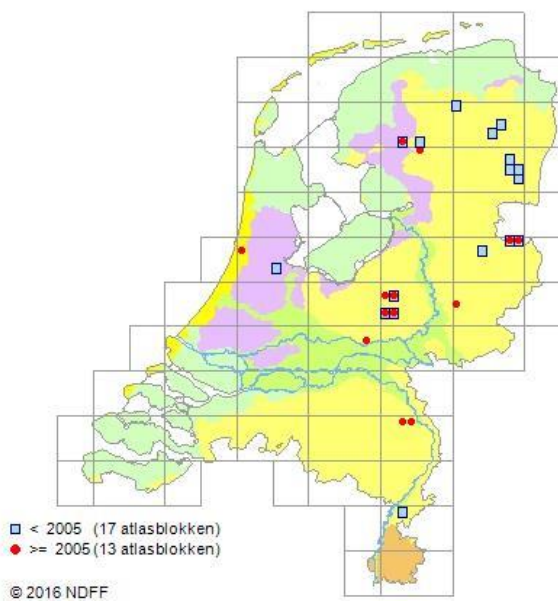 < 2005 (17 atlasblokken)
>= 2005 (13 atlasblokken)
© 2016 NDFF